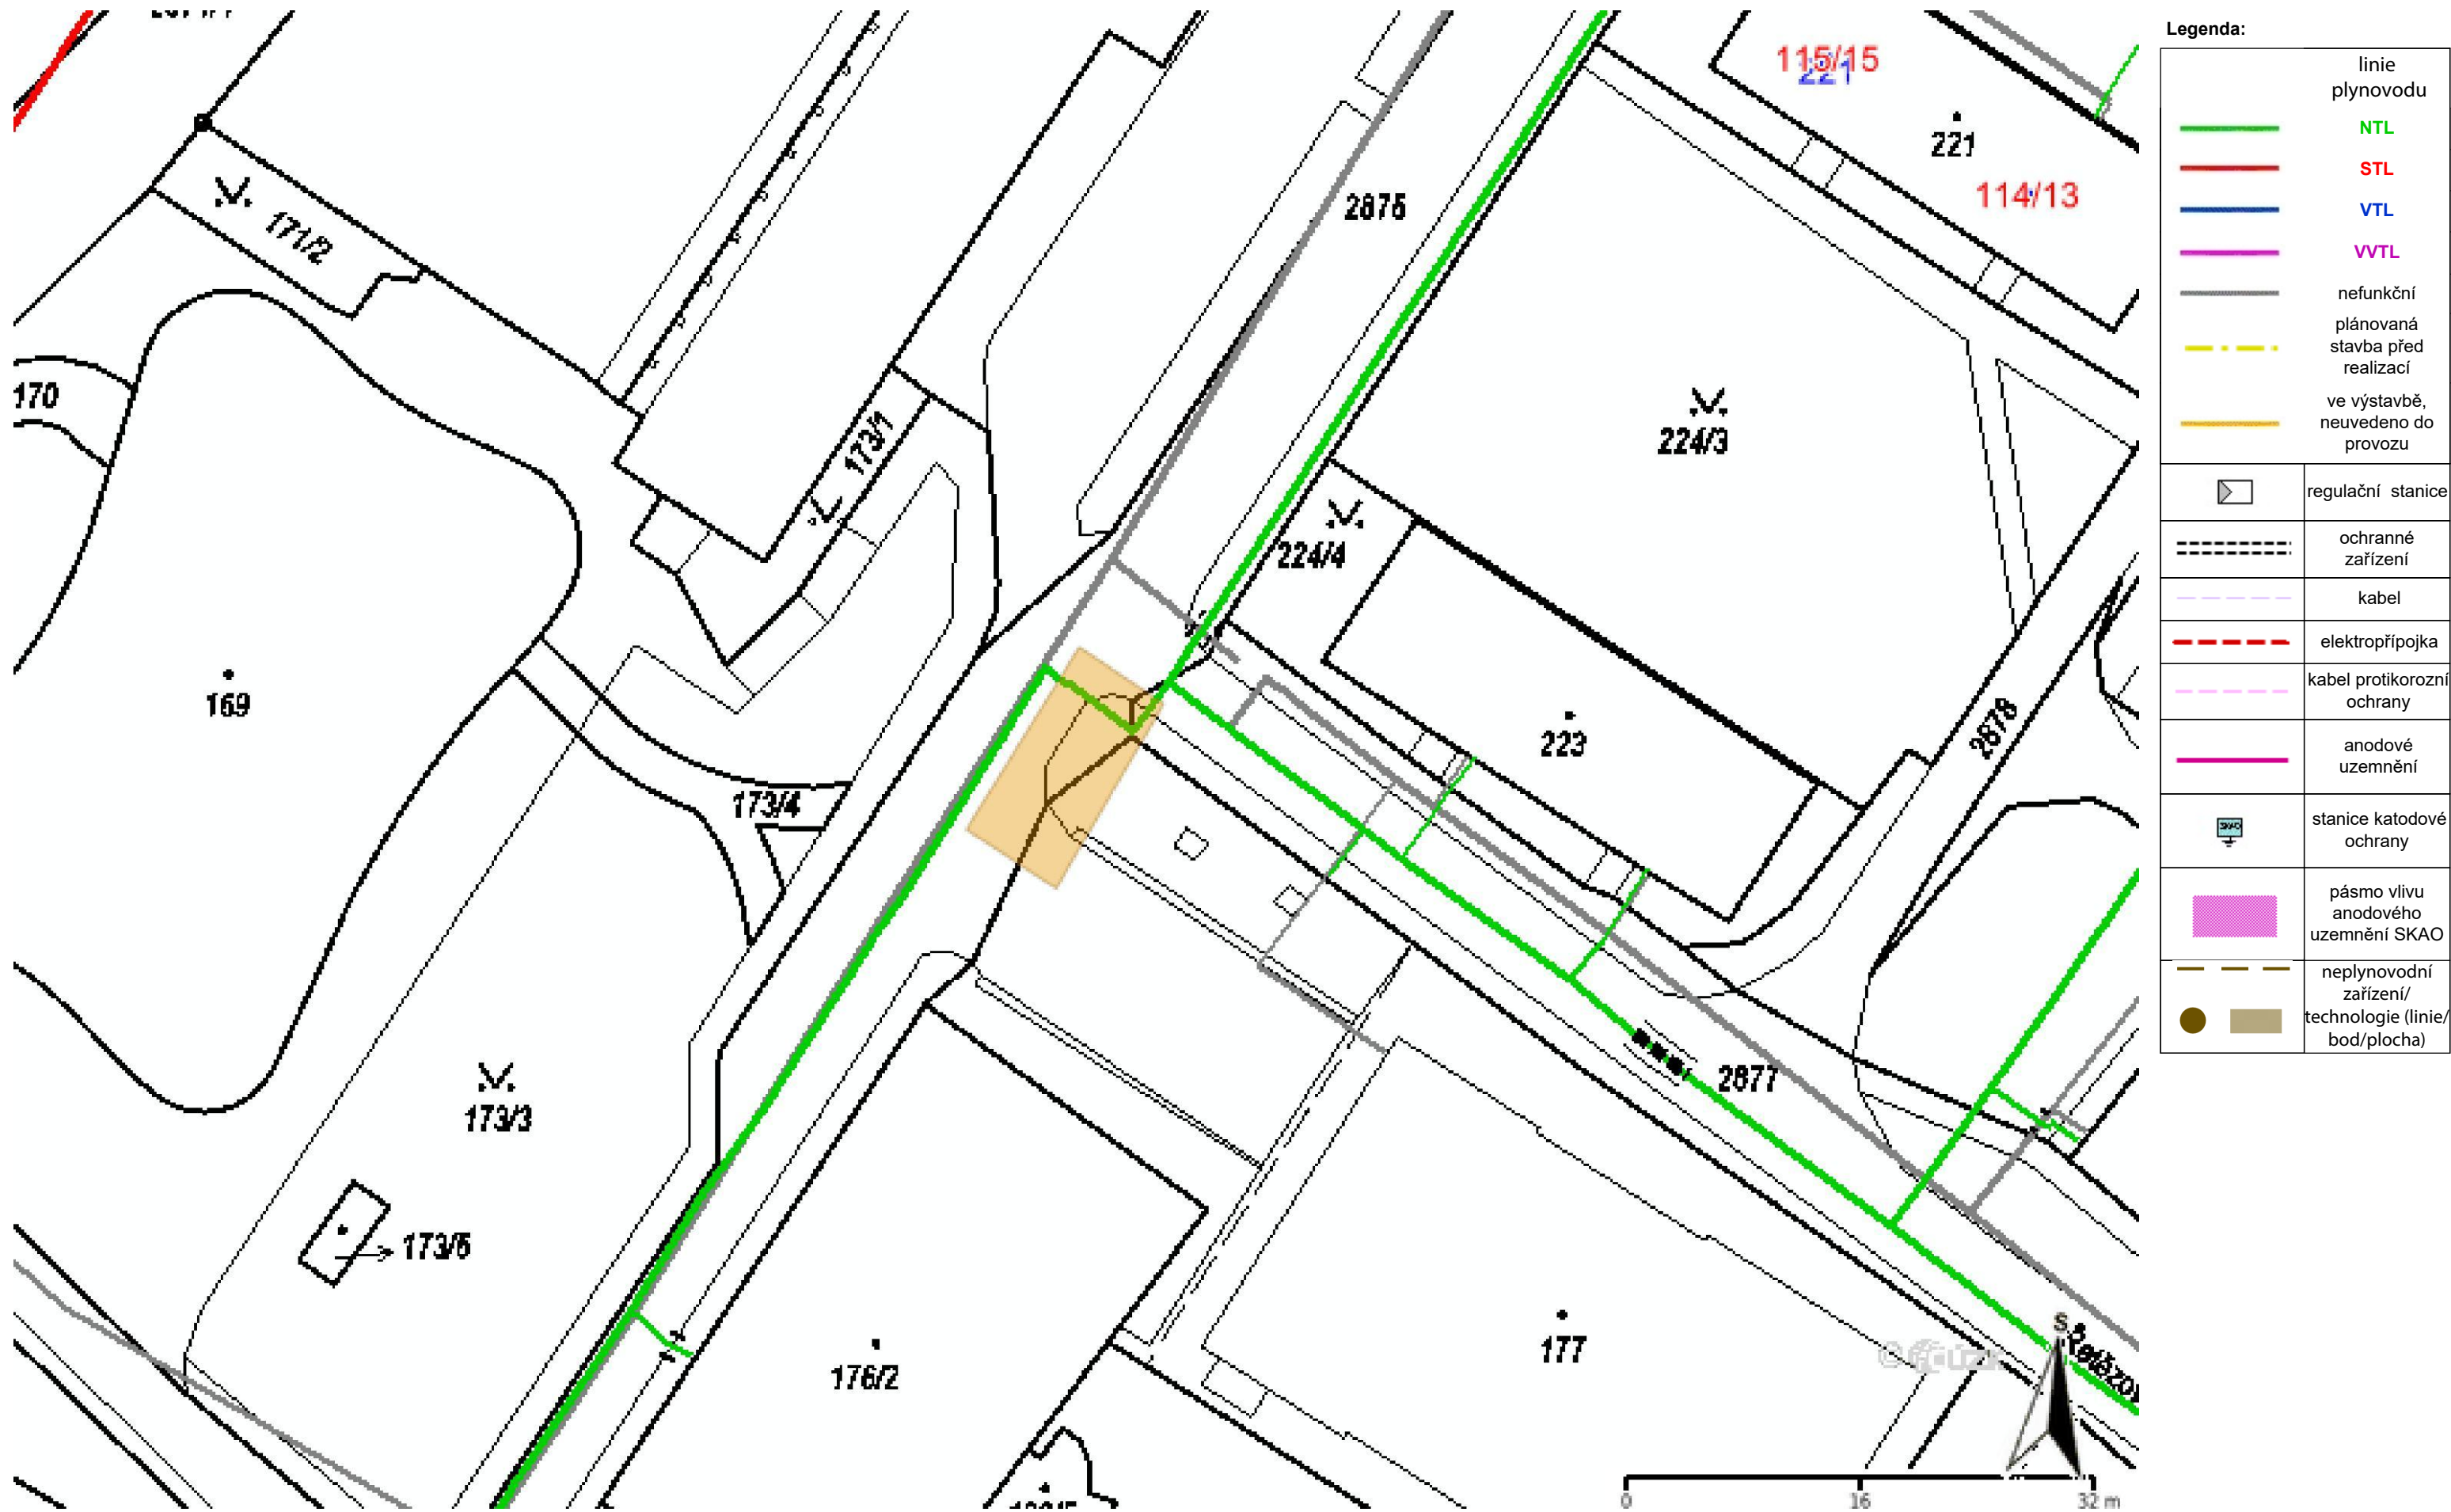 115/15
221
221
114/13
2875
171/2
170
173/1
224/3
224/4
169
223
2878
173/4
173/3
2877
173/5
177
176/2
S
0
16
32 m
Legenda:
linie
plynovodu
NTL
STL
VTL
VVTL
nefunkční
plánovaná
stavba před
realizací
ve výstavbě,
neuvedeno do
provozu
regulační stanice
ochranné
zařízení
kabel
elektropřípojka
kabel protikorozní
ochrany
anodové
uzemnění
SKAO
stanice katodové
ochrany
pásmo vlivu
anodového
uzemnění SKAO
neplynovodní
zařízení/
technologie (linie/
bod/plocha)